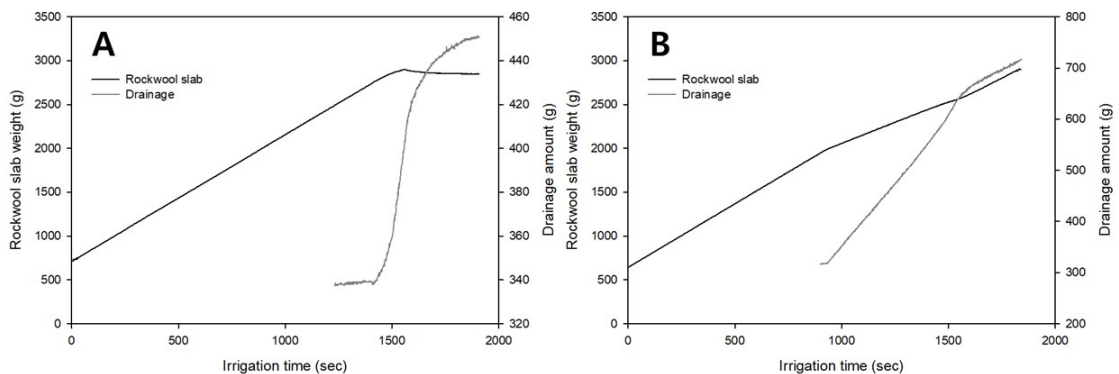 A
Rockwool slab
Drainage
Rockwool slab weight (g)
3500
3000
2500
2000
1500
1000
500
0
460
440
420
400
380
360
340
320
Drainage amount (g)
0 500 1000 1500 2000
Irrigation time (sec)
B
Rockwool slab
Drainage
Rockwool slab weight (g)
3500
3000
2500
2000
1500
1000
500
0
800
700
600
500
400
300
200
Drainage amount (g)
0 500 1000 1500 2000
Irrigation time (sec)